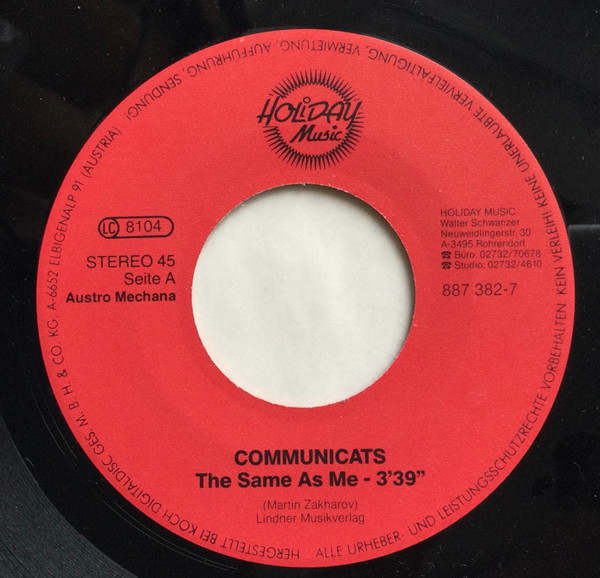 HOLiDAY
Music
LC 8104
STEREO 45
Seite A
Austro Mechana
HOLIDAY MUSIC
Walter Schwanzer
Neuweidlingerstr. 30
A-3495 Rohrendorf
☎ Büro: 02732/70678
☎ Studio: 02732/4610
887 382-7
COMMUNICATS
The Same As Me - 3'39"
(Martin Zakharov)
Lindner Musikverlag
HERGESTELLT BEI KOCH DIGITALDISC GES. M. B. H. & CO KG, A-6652 ELBIGENALP 91 (AUSTRIA)
ALLE URHEBER- UND LEISTUNGSSCHUTZRECHTE VORBEHALTEN KEIN VERLEIH! KEINE UNERLAUBTE VERVIELFÄLTIGUNG, VERMIETUNG, AUFFÜHRUNG, SENDUNG!